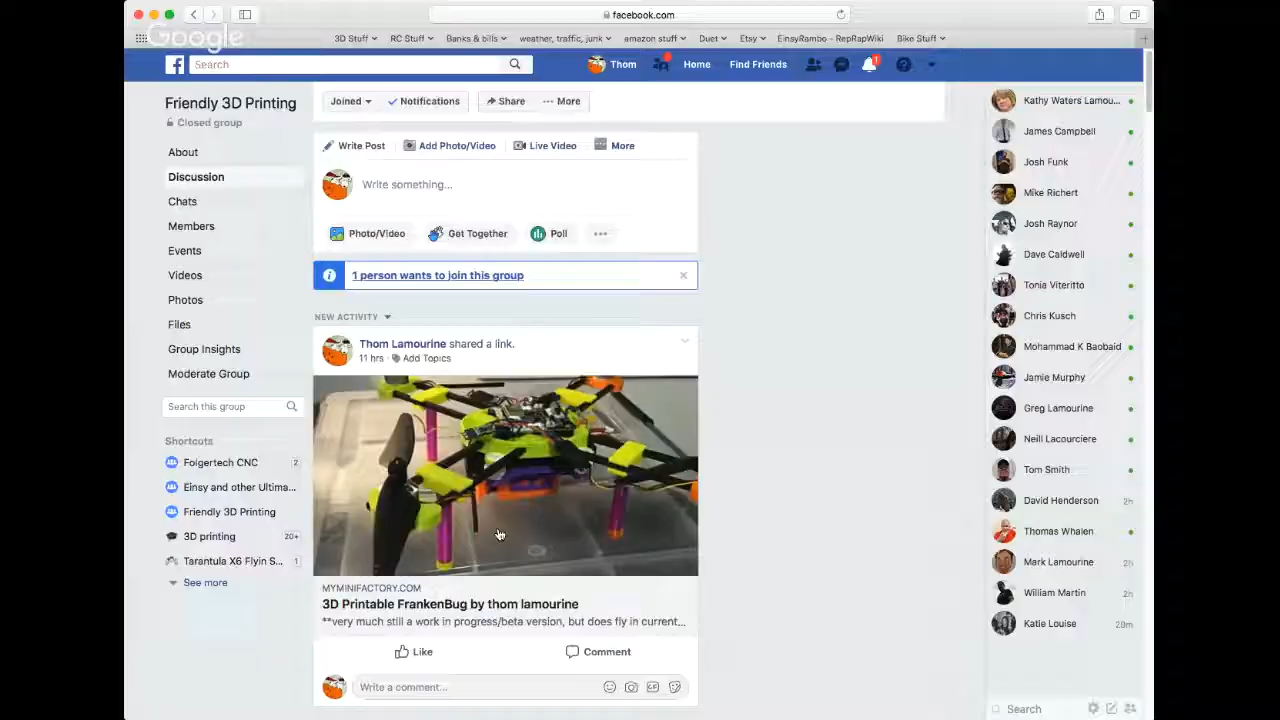 facebook.com
Google
3D Stuff RC Stuff Banks & bills weather, traffic, junk amazon stuff Duet Etsy EinsyRambo – RepRapWiki Bike Stuff
Search Thom Home Find Friends 1
Friendly 3D Printing
Closed group
About
Discussion
Chats
Members
Events
Videos
Photos
Files
Group Insights
Moderate Group
Search this group
Shortcuts
Folgertech CNC 2
Einsy and other Ultima...
Friendly 3D Printing
3D printing 20+
Tarantula X6 Flyin S... 1
See more
Joined Notifications Share More
Write Post Add Photo/Video Live Video More
Write something...
Photo/Video Get Together Poll
1 person wants to join this group
NEW ACTIVITY
Thom Lamourine shared a link.
11 hrs · Add Topics
MYMINIFACTORY.COM
3D Printable FrankenBug by thom lamourine
**very much still a work in progress/beta version, but does fly in current...
Like Comment
Write a comment...
GIF
Kathy Waters Lamou...
James Campbell
Josh Funk
Mike Richert
Josh Raynor
Dave Caldwell
Tonia Viteritto
Chris Kusch
Mohammad K Baobaid
Jamie Murphy
Greg Lamourine
Neill Lacourciere
Tom Smith
David Henderson 2h
Thomas Whalen
Mark Lamourine 2h
William Martin 2h
Katie Louise 28m
Search